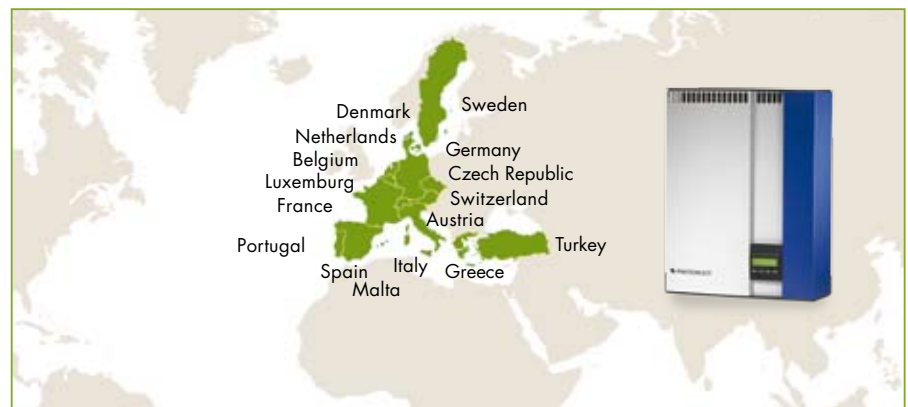 Denmark
Sweden
Netherlands
Germany
Belgium
Czech Republic
Luxemburg
Switzerland
France
Austria
Portugal
Turkey
Italy
Greece
Spain
Malta